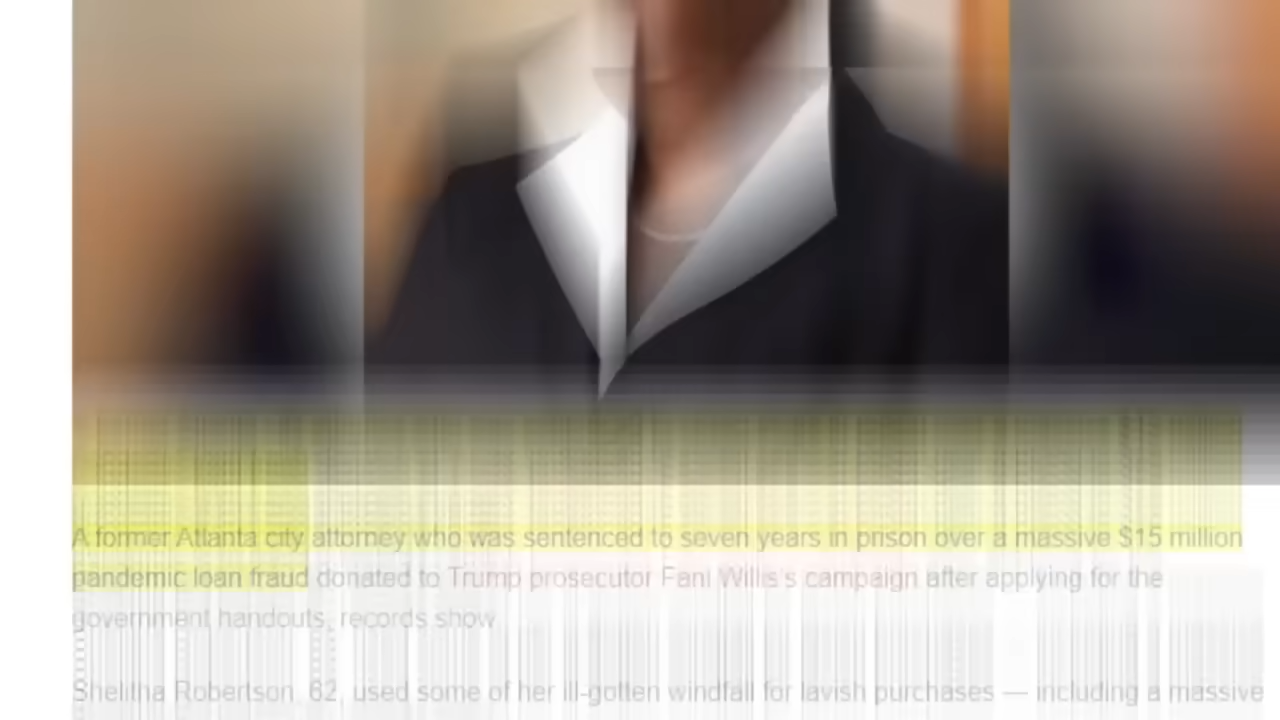 A former Atlanta city attorney who was sentenced to seven years in prison over a massive $15 million
pandemic loan fraud donated to Trump prosecutor Fani Willis's campaign after applying for the
government handouts, records show
Shelitha Robertson, 62, used some of her ill-gotten windfall for lavish purchases — including a massive